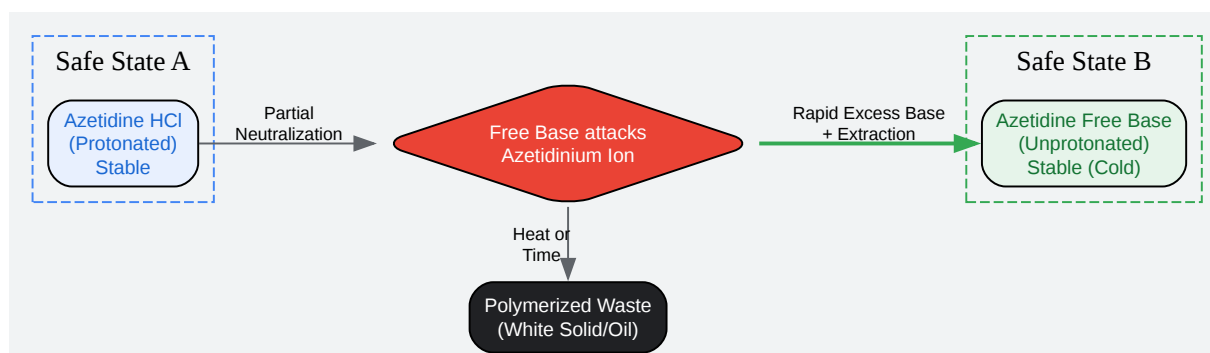 Safe State A
Azetidine HCl
(Protonated)
Stable
Partial
Neutralization
Free Base attacks
Azetidinium Ion
Rapid Excess Base
+ Extraction
Safe State B
Azetidine Free Base
(Unprotonated)
Stable (Cold)
Heat or
Time
Polymerized Waste
(White Solid/Oil)